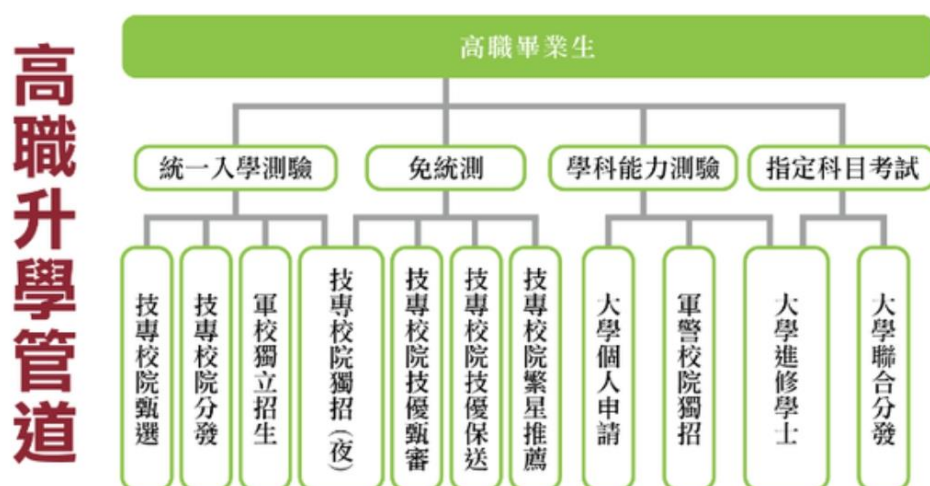 高職升學管道
高職畢業生
統一入學測驗
免統測
學科能力測驗
指定科目考試
技專校院甄選
技專校院分發
軍校獨立招生
技專校院獨招(夜)
技專校院技優甄審
技專校院技優保送
技專校院繁星推薦
大學個人申請
軍警校院獨招
大學進修學士
大學聯合分發